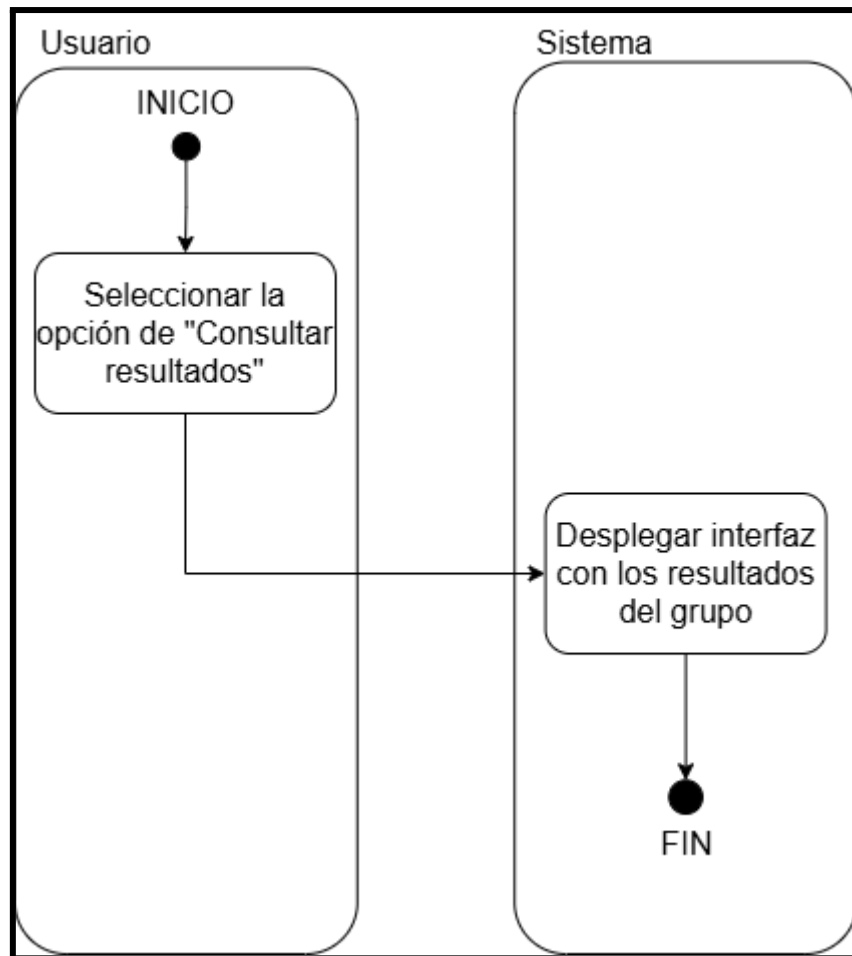 Usuario
Sistema
INICIO
Seleccionar la
opción de "Consultar
resultados"
Desplegar interfaz
con los resultados
del grupo
FIN